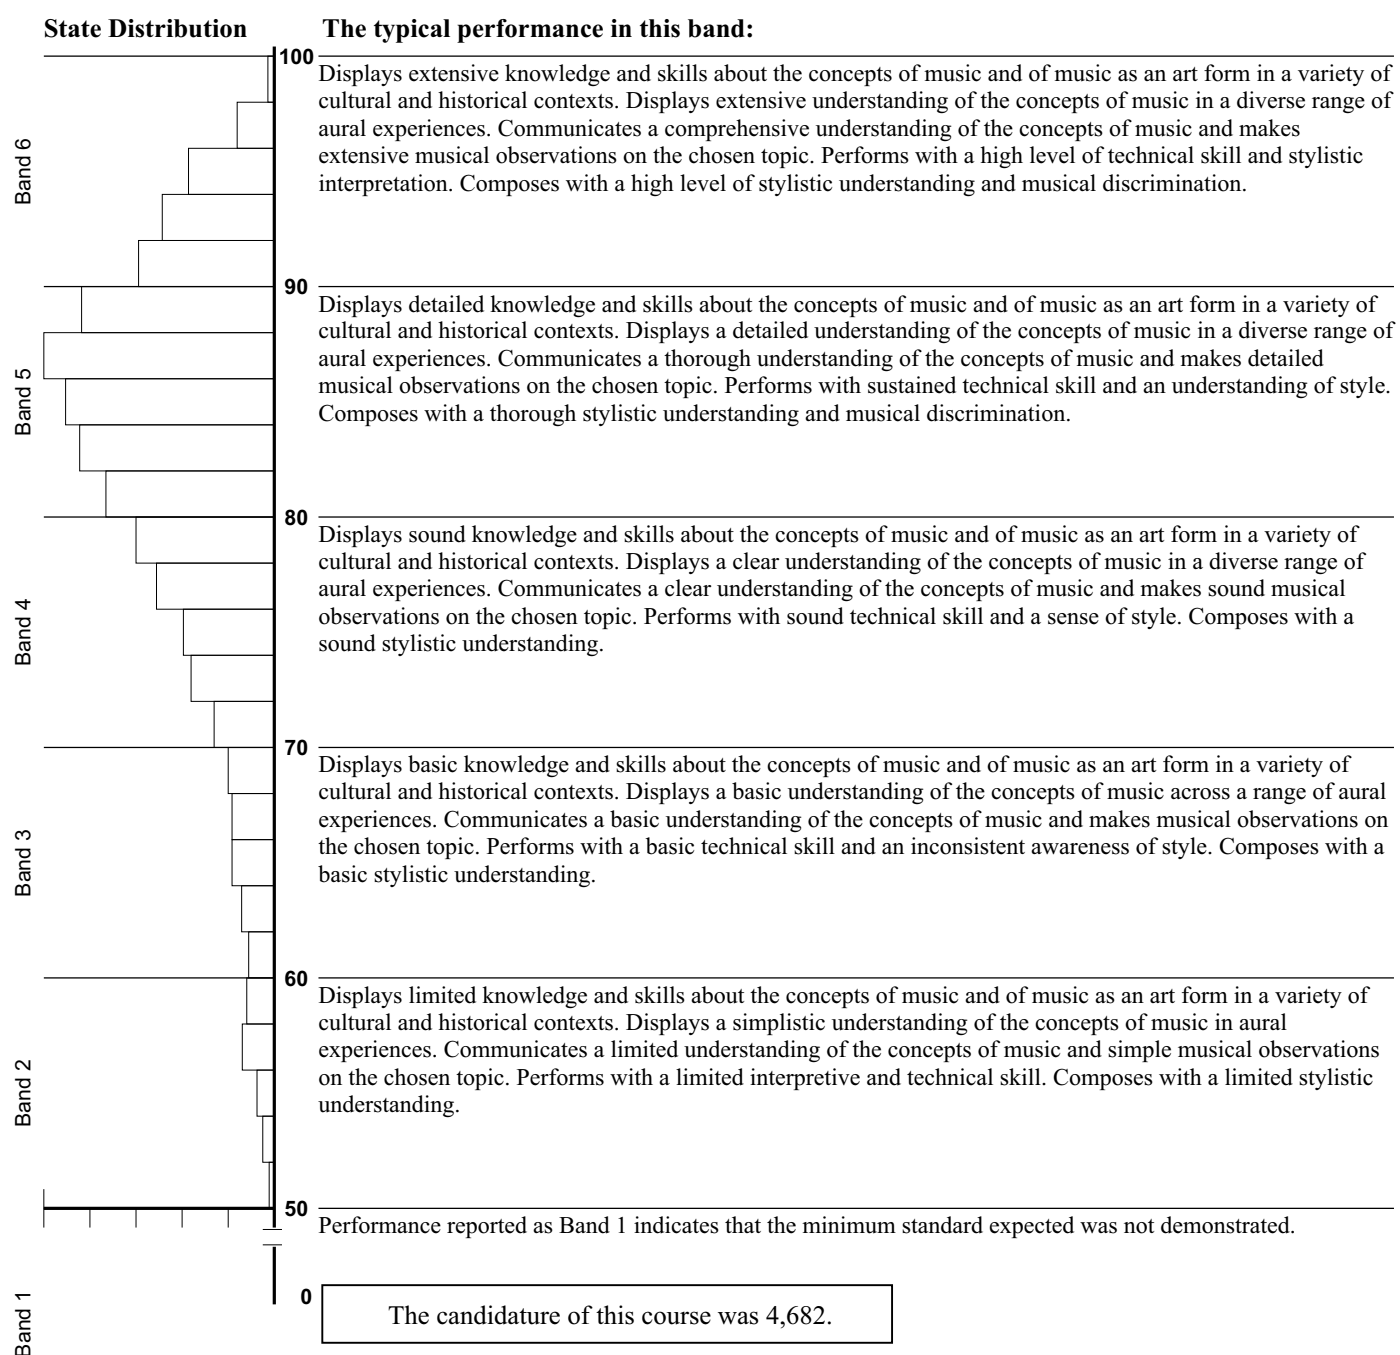 State Distribution
The typical performance in this band:
100
Band 6
Displays extensive knowledge and skills about the concepts of music and of music as an art form in a variety of
cultural and historical contexts. Displays extensive understanding of the concepts of music in a diverse range of
aural experiences. Communicates a comprehensive understanding of the concepts of music and makes
extensive musical observations on the chosen topic. Performs with a high level of technical skill and stylistic
interpretation. Composes with a high level of stylistic understanding and musical discrimination.
90
Band 5
Displays detailed knowledge and skills about the concepts of music and of music as an art form in a variety of
cultural and historical contexts. Displays a detailed understanding of the concepts of music in a diverse range of
aural experiences. Communicates a thorough understanding of the concepts of music and makes detailed
musical observations on the chosen topic. Performs with sustained technical skill and an understanding of style.
Composes with a thorough stylistic understanding and musical discrimination.
80
Band 4
Displays sound knowledge and skills about the concepts of music and of music as an art form in a variety of
cultural and historical contexts. Displays a clear understanding of the concepts of music in a diverse range of
aural experiences. Communicates a clear understanding of the concepts of music and makes sound musical
observations on the chosen topic. Performs with sound technical skill and a sense of style. Composes with a
sound stylistic understanding.
70
Band 3
Displays basic knowledge and skills about the concepts of music and of music as an art form in a variety of
cultural and historical contexts. Displays a basic understanding of the concepts of music across a range of aural
experiences. Communicates a basic understanding of the concepts of music and makes musical observations on
the chosen topic. Performs with a basic technical skill and an inconsistent awareness of style. Composes with a
basic stylistic understanding.
60
Band 2
Displays limited knowledge and skills about the concepts of music and of music as an art form in a variety of
cultural and historical contexts. Displays a simplistic understanding of the concepts of music in aural
experiences. Communicates a limited understanding of the concepts of music and simple musical observations
on the chosen topic. Performs with a limited interpretive and technical skill. Composes with a limited stylistic
understanding.
50
Performance reported as Band 1 indicates that the minimum standard expected was not demonstrated.
Band 1
0
The candidature of this course was 4,682.